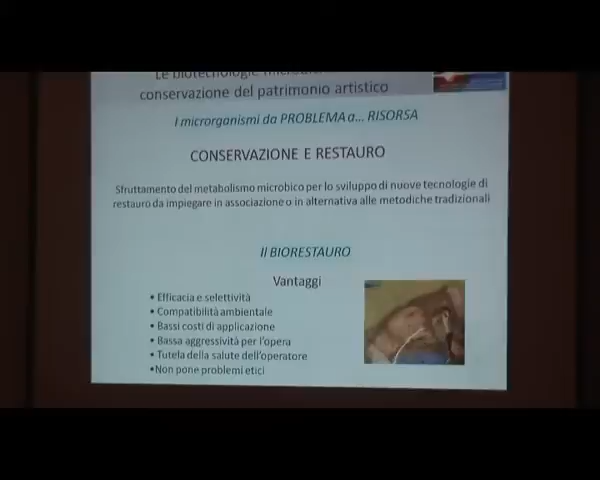 Le biotecnologie
conservazione del patrimonio artistico
I microrganismi da PROBLEMA a... RISORSA
CONSERVAZIONE E RESTAURO
Sfruttamento del metabolismo microbico per lo sviluppo di nuove tecnologie di
restauro da impiegare in associazione o in alternativa alle metodiche tradizionali
Il BIORESTAURO
Vantaggi
• Efficacia e selettività
• Compatibilità ambientale
• Bassi costi di applicazione
• Bassa aggressività per l'opera
• Tutela della salute dell'operatore
•Non pone problemi etici